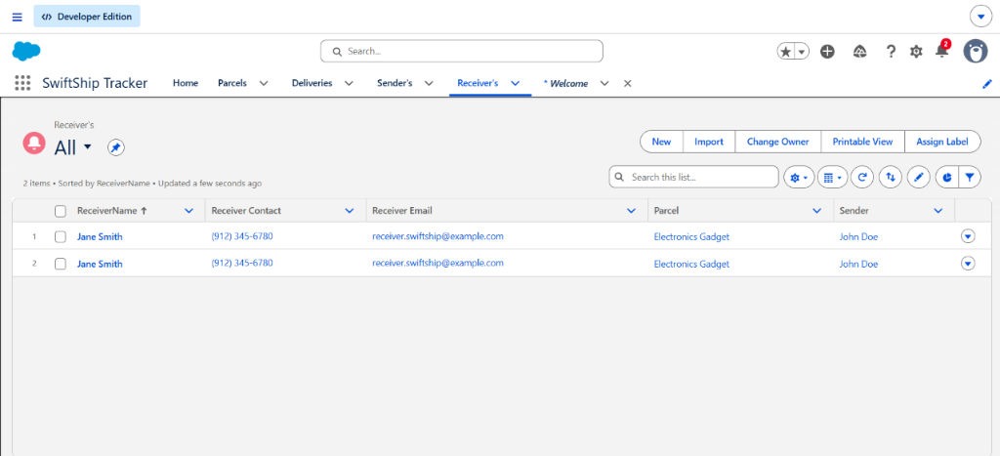 Developer Edition
Search...
2
SwiftShip Tracker Home Parcels Deliveries Sender's Receiver's * Welcome
Receiver's
All
New Import Change Owner Printable View Assign Label
2 items • Sorted by ReceiverName • Updated a few seconds ago
Search this list...
ReceiverName Receiver Contact Receiver Email Parcel Sender
1 Jane Smith (912) 345-6780 receiver.swiftship@example.com Electronics Gadget John Doe
2 Jane Smith (912) 345-6780 receiver.swiftship@example.com Electronics Gadget John Doe